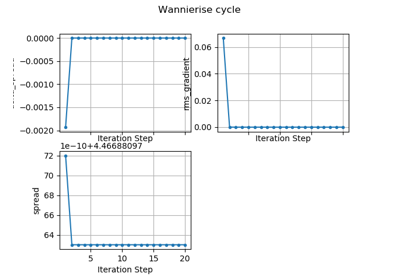 Wannierise cycle
0.0000
−0.0005
−0.0010
−0.0015
−0.0020
Iteration Step
rms_gradient
0.06
0.04
0.02
0.00
Iteration Step
1e−10+4.46688097
spread
72
70
68
66
64
5 10 15 20
Iteration Step